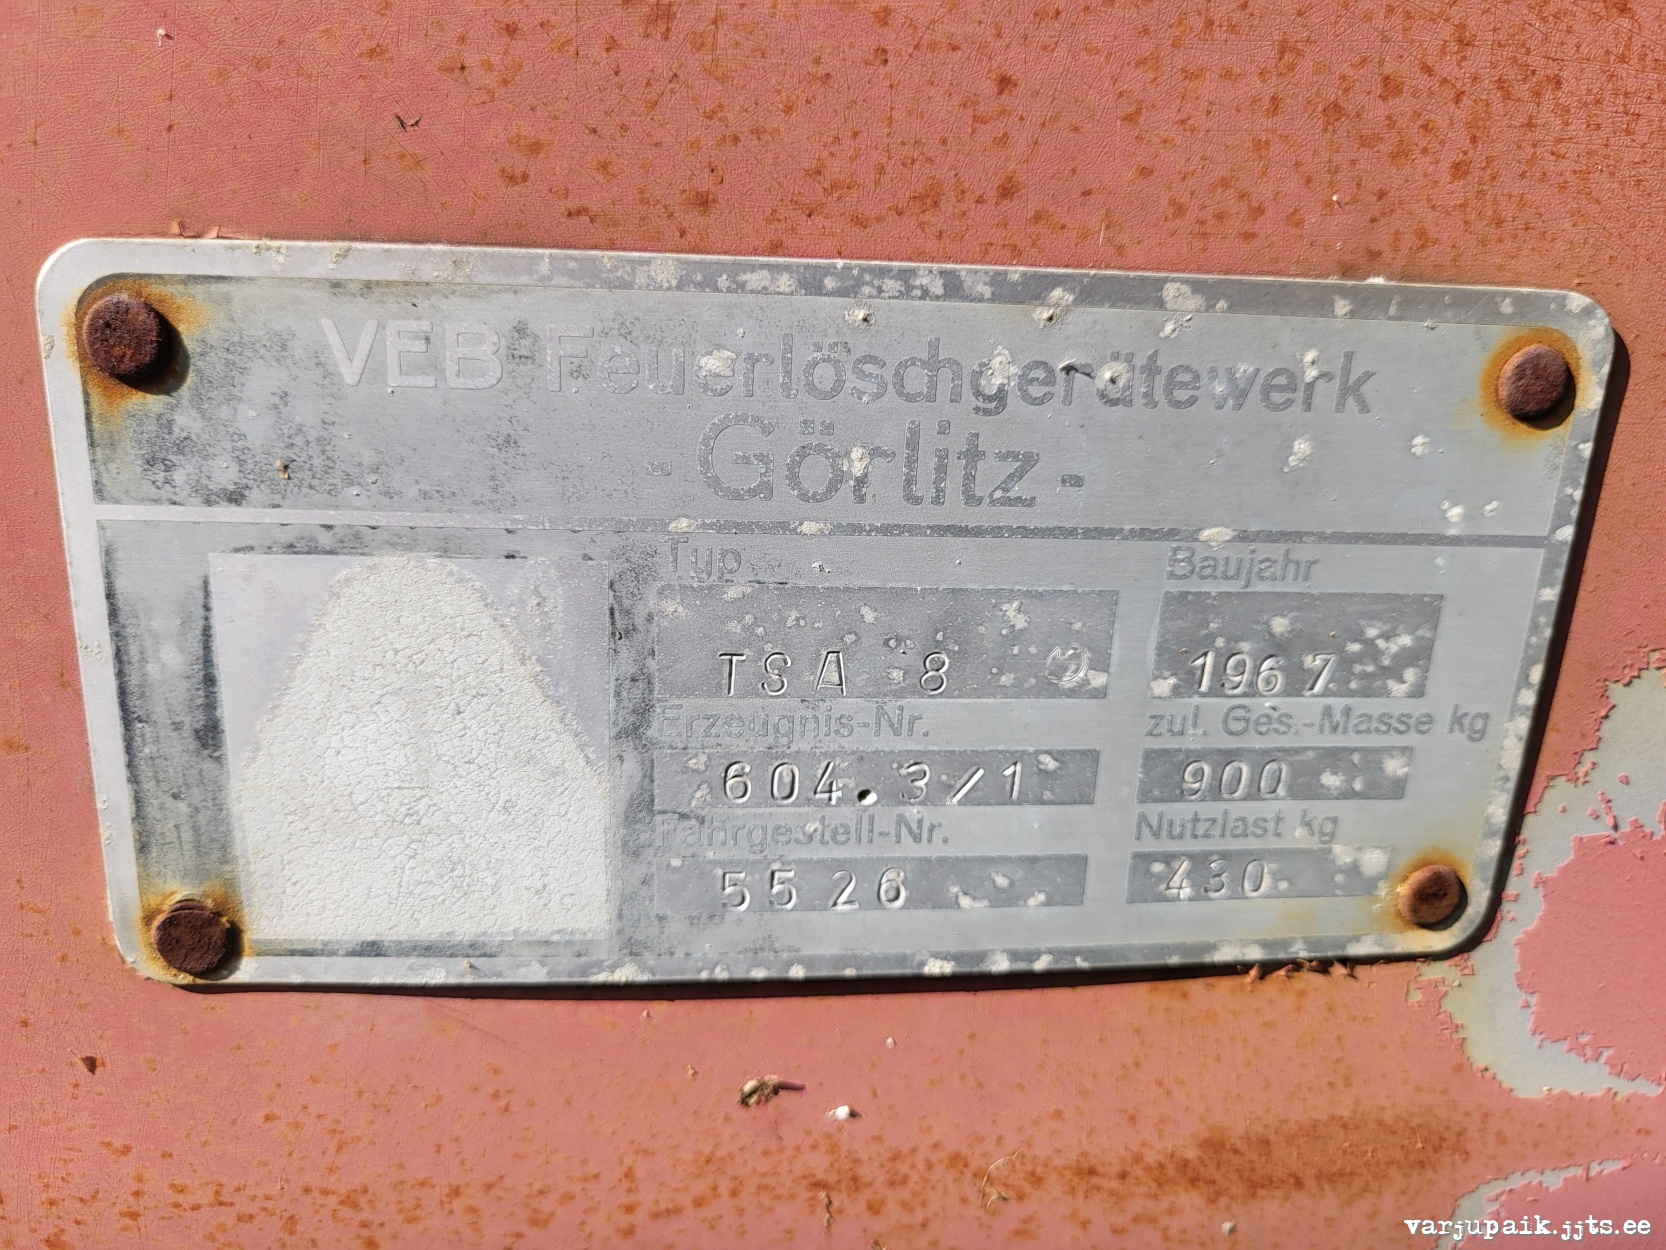 VEB Feuerlöschgerätewerk
-Görlitz-
Typ
Baujahr
TSA 8
1967
Erzeugnis-Nr.
zul. Ges.-Masse kg
604.3/1
900
Fahrgestell-Nr.
Nutzlast kg
5526
430
varjupaik.jjts.ee